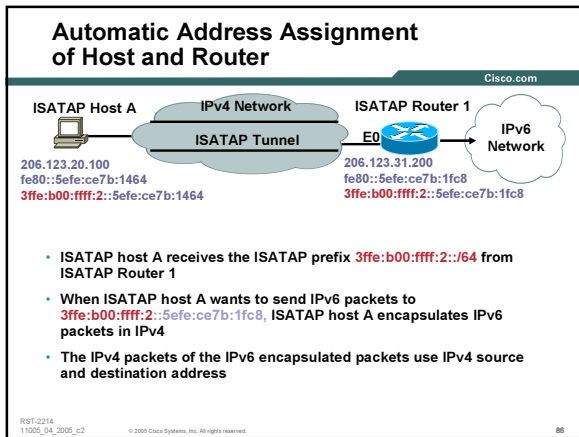 Automatic Address Assignment
of Host and Router
Cisco.com
ISATAP Host A
IPv4 Network
ISATAP Router 1
ISATAP Tunnel
E0
IPv6
Network
206.123.20.100
fe80::5efe:ce7b:1464
3ffe:b00:ffff:2::5efe:ce7b:1464
206.123.31.200
fe80::5efe:ce7b:1fc8
3ffe:b00:ffff:2::5efe:ce7b:1fc8
• ISATAP host A receives the ISATAP prefix 3ffe:b00:ffff:2::/64 from
ISATAP Router 1
• When ISATAP host A wants to send IPv6 packets to
3ffe:b00:ffff:2::5efe:ce7b:1fc8, ISATAP host A encapsulates IPv6
packets in IPv4
• The IPv4 packets of the IPv6 encapsulated packets use IPv4 source
and destination address
RST-2214
11005_04_2005_c2
© 2005 Cisco Systems, Inc. All rights reserved.
86